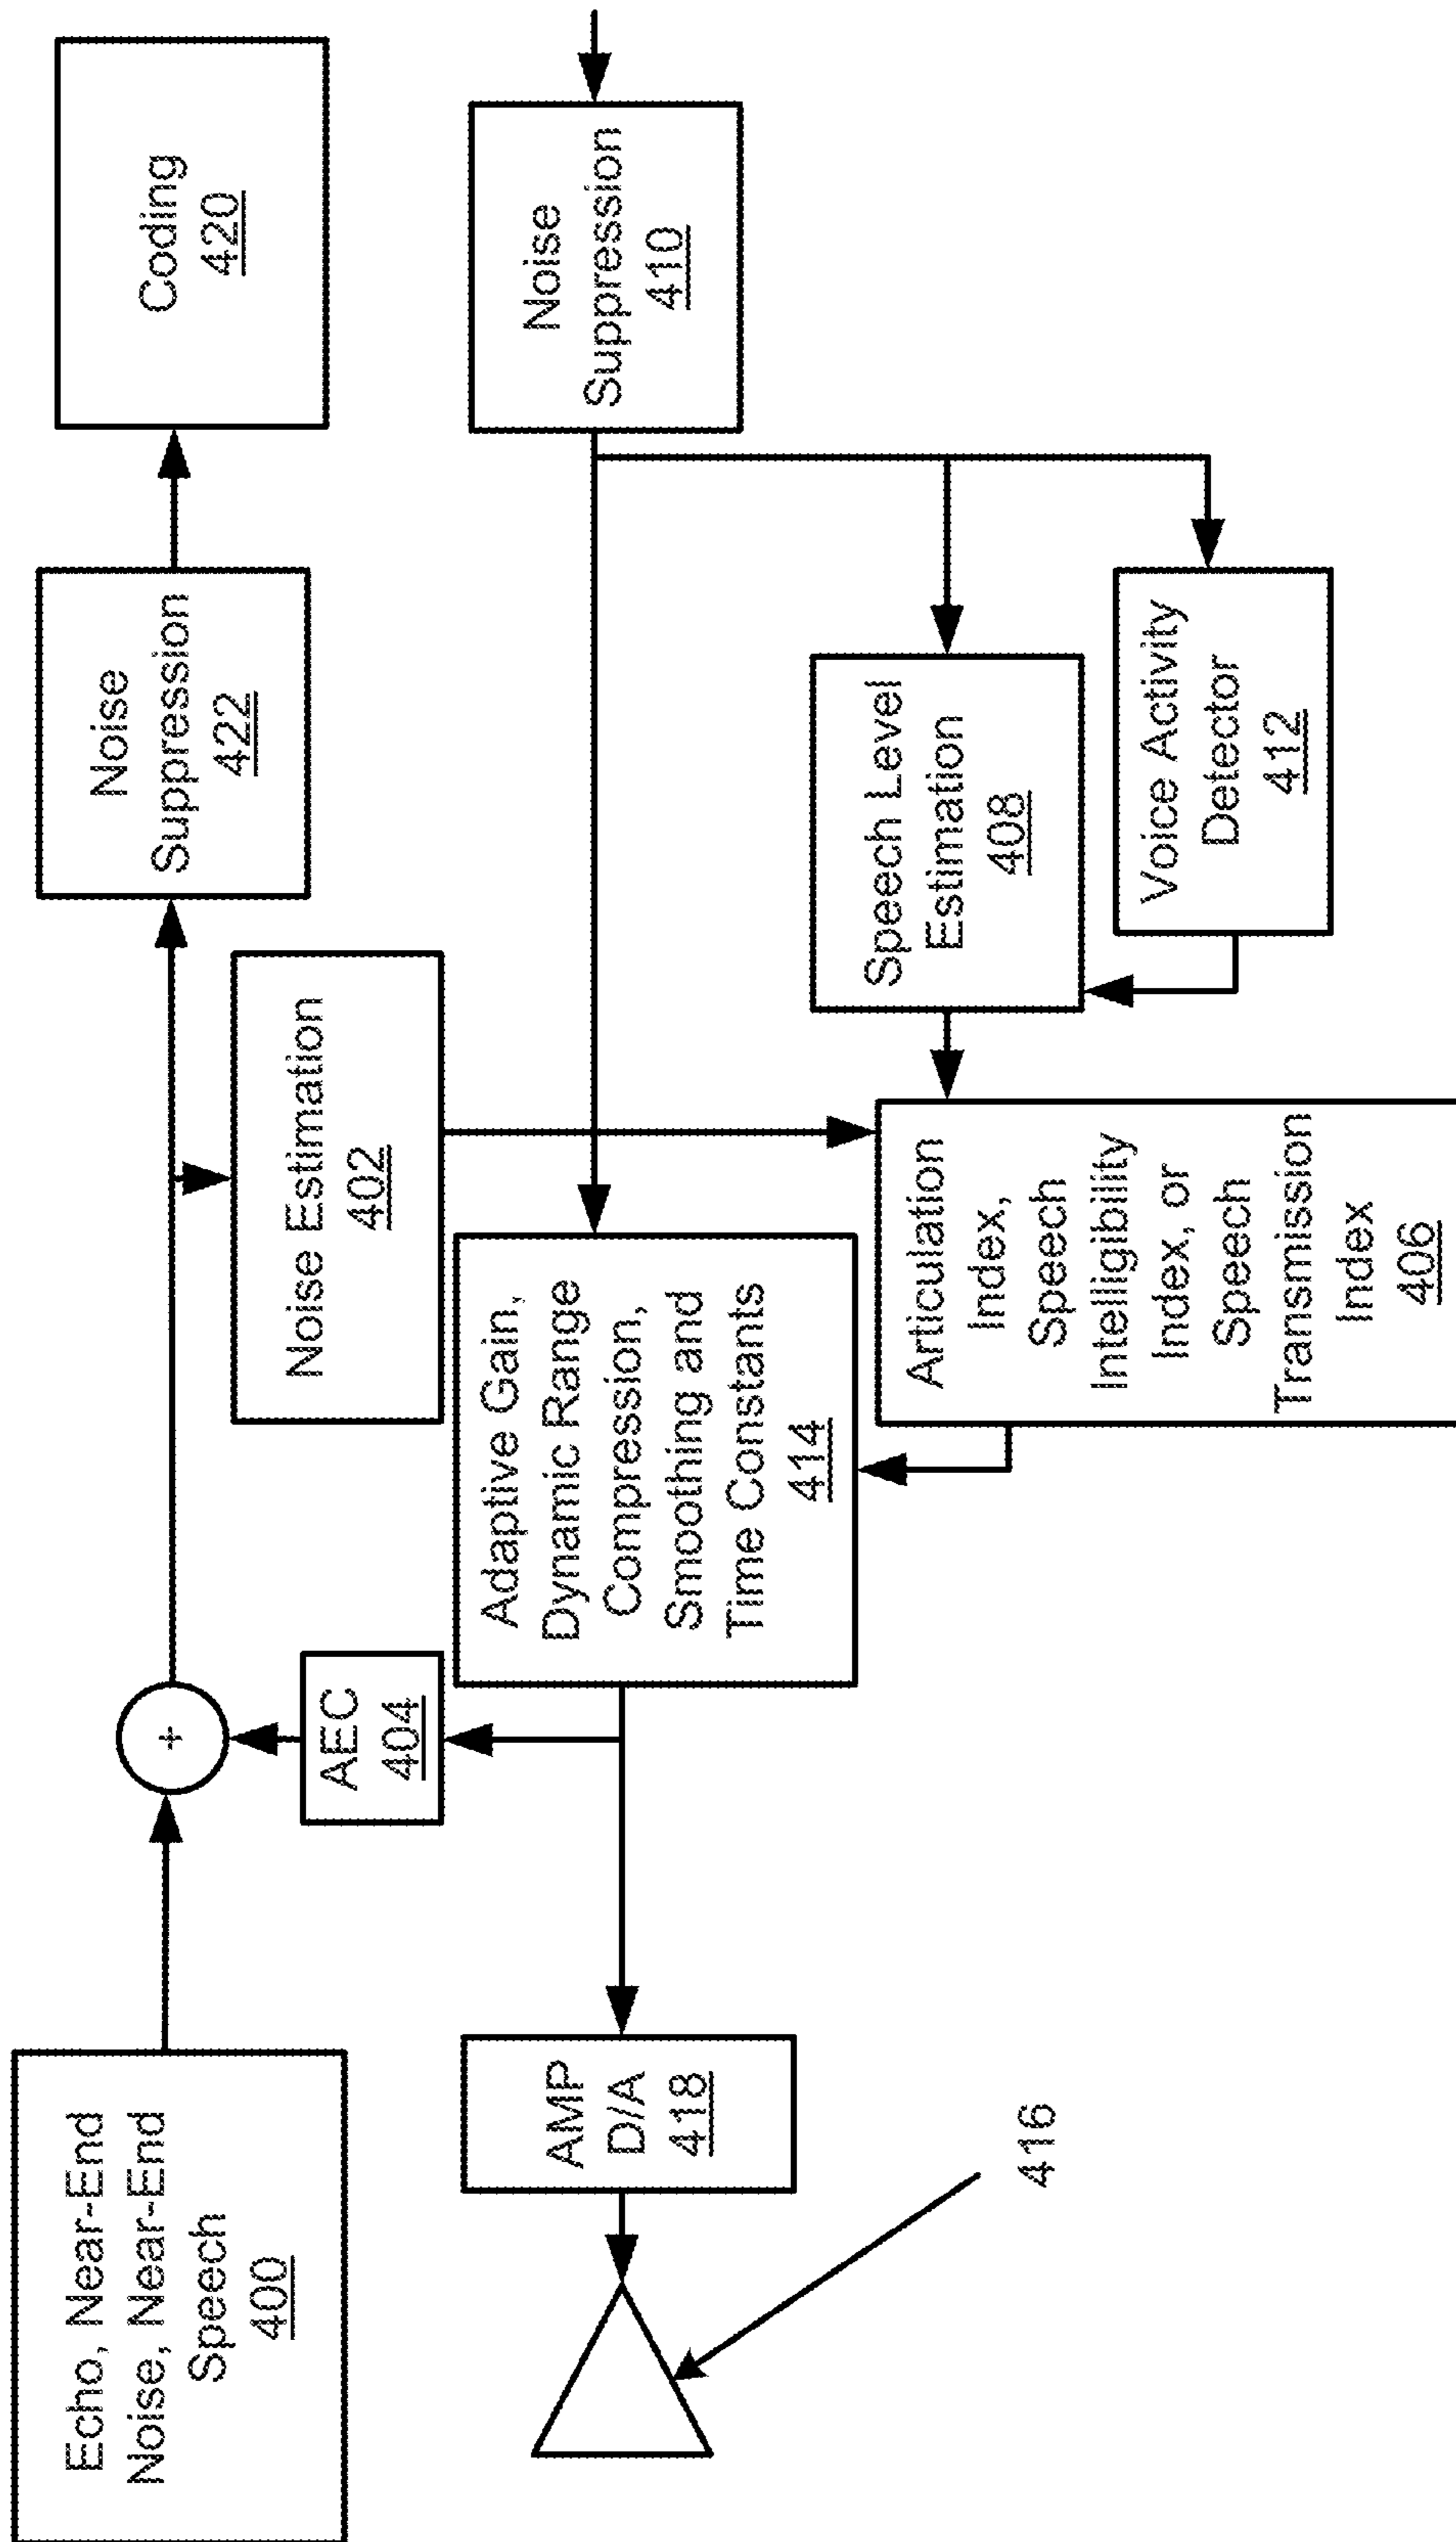 Echo, Near-End
Noise, Near-End
Speech
400
+
Noise
Suppression
422
Coding
420
Noise Estimation
402
AEC
404
AMP
D/A
418
416
Adaptive Gain,
Dynamic Range
Compression,
Smoothing and
Time Constants
414
Noise
Suppression
410
Speech Level
Estimation
408
Voice Activity
Detector
412
Articulation
Index,
Speech
Intelligibility
Index, or
Speech
Transmission
Index
406